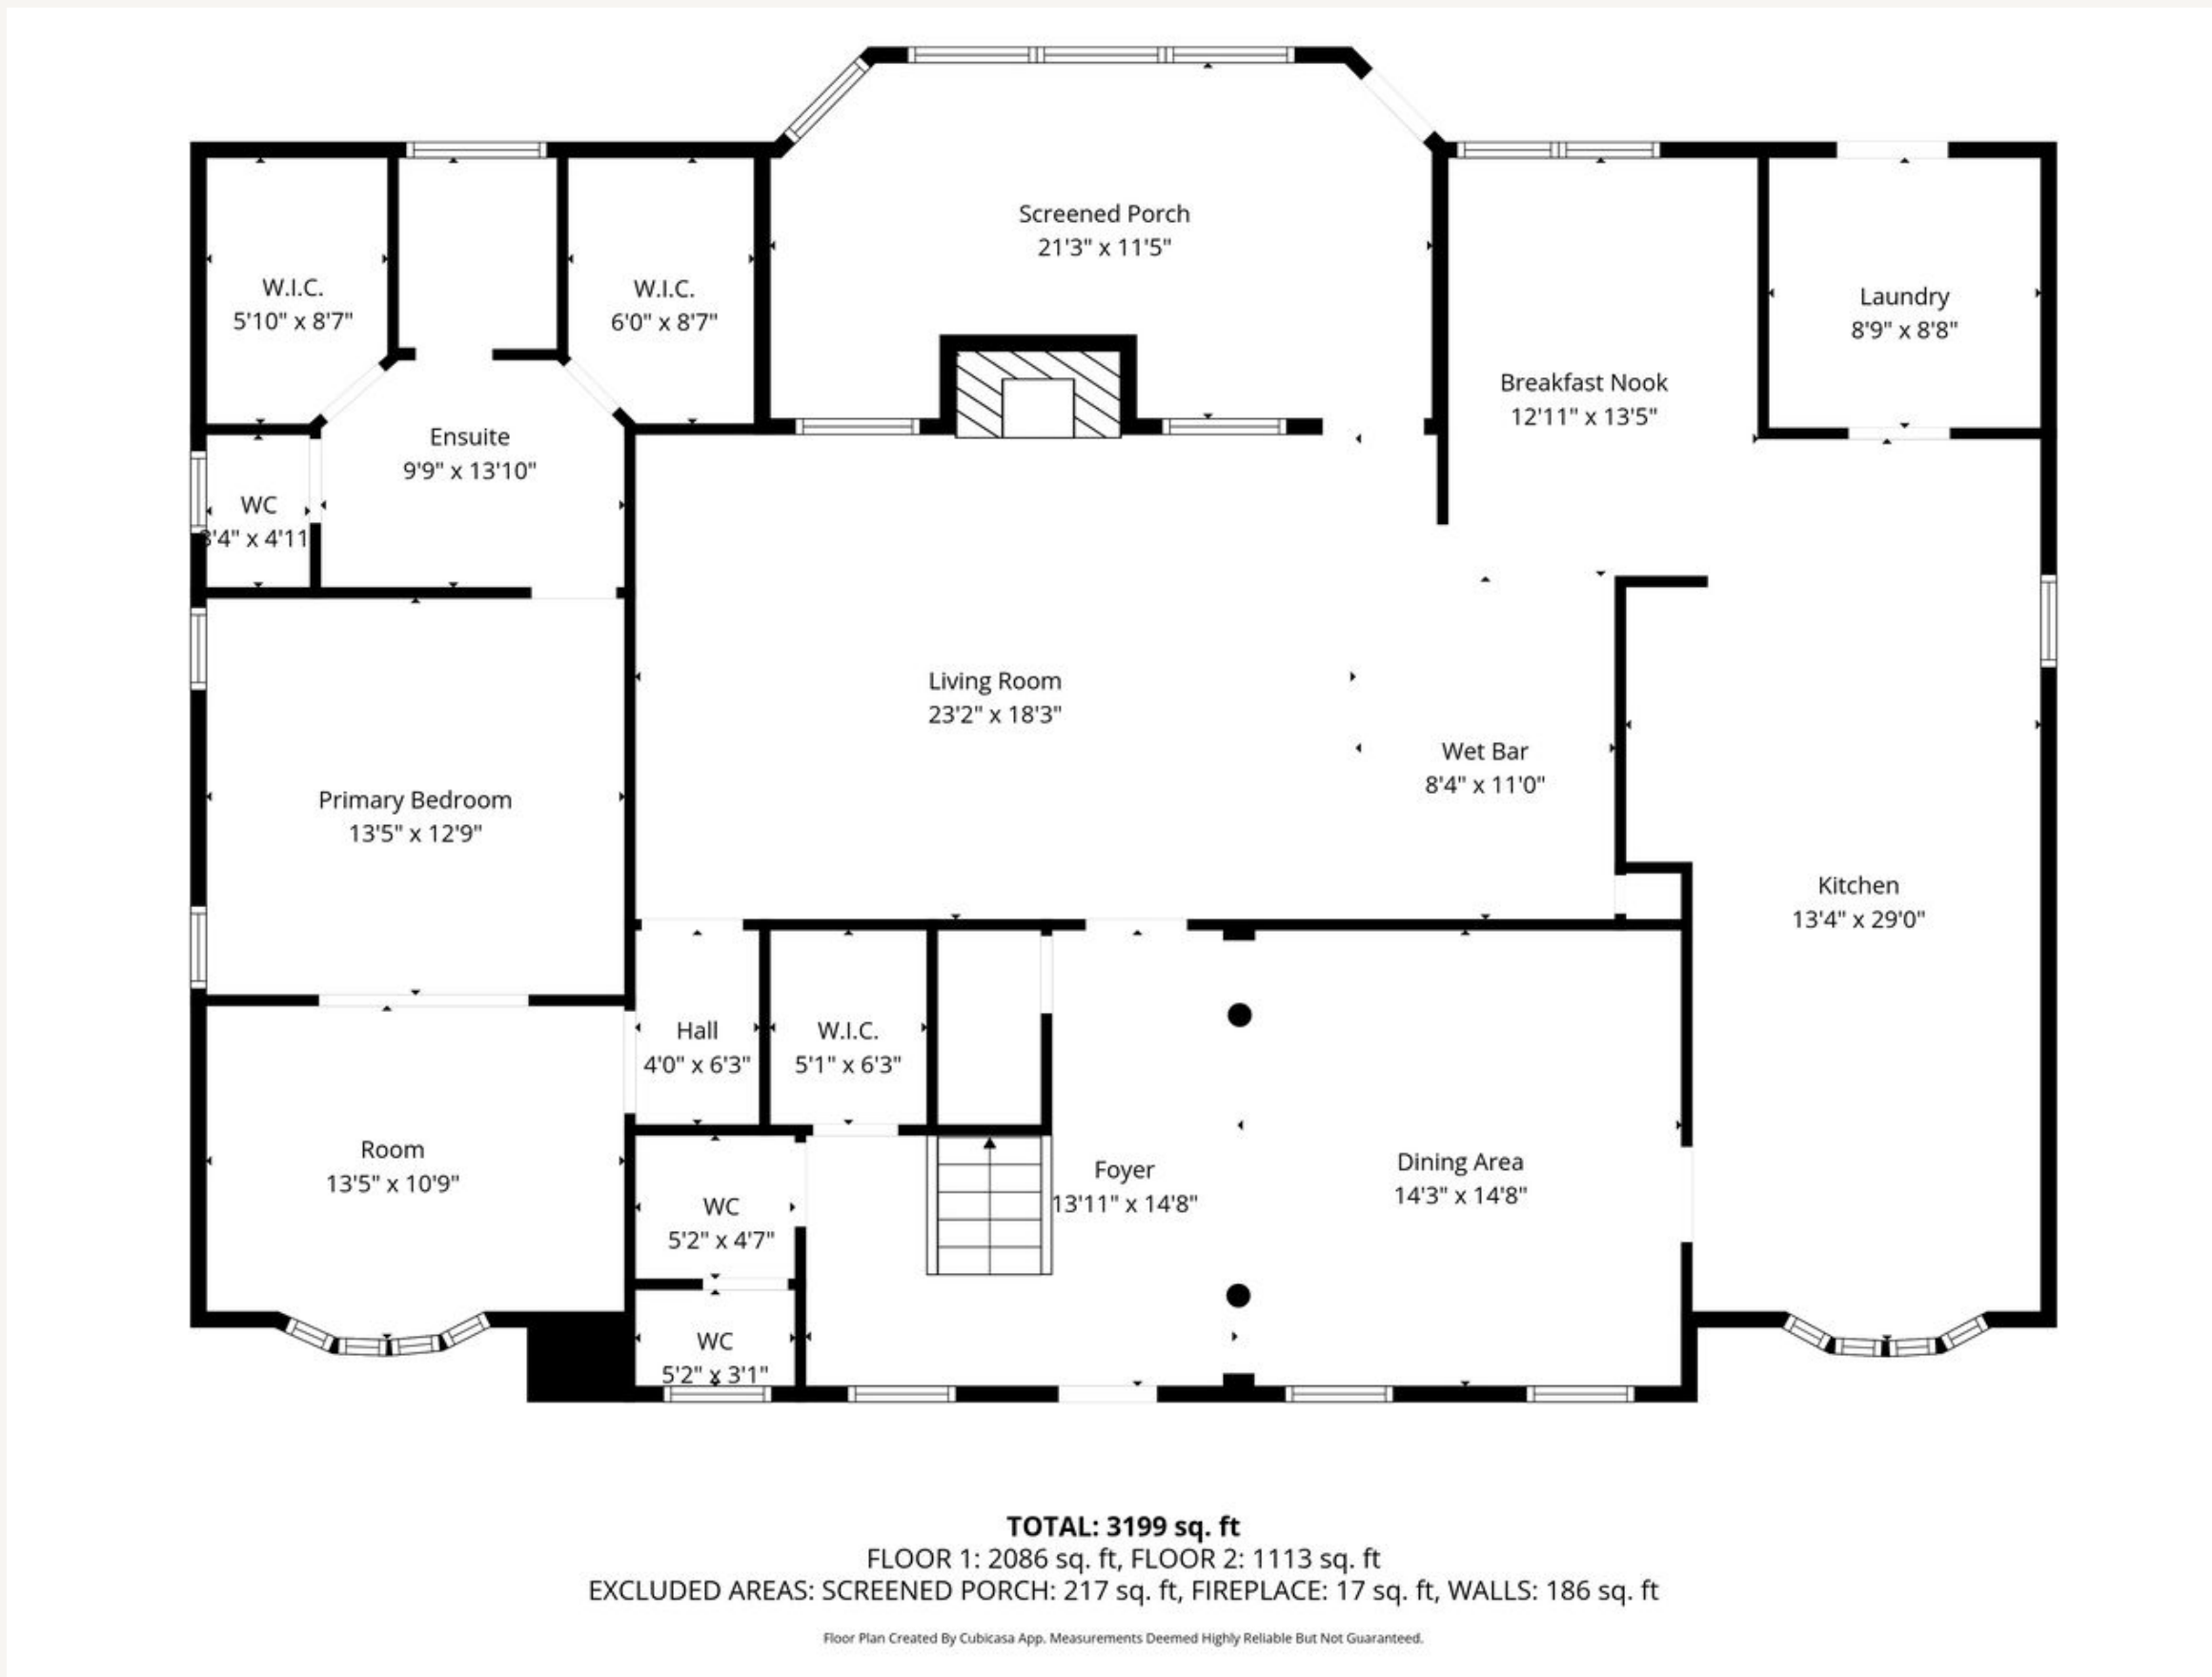 Screened Porch
21'3" x 11'5"
W.I.C.
5'10" x 8'7"
W.I.C.
6'0" x 8'7"
Laundry
8'9" x 8'8"
Breakfast Nook
12'11" x 13'5"
Ensuite
9'9" x 13'10"
WC
3'4" x 4'11
Living Room
23'2" x 18'3"
Wet Bar
8'4" x 11'0"
Primary Bedroom
13'5" x 12'9"
Kitchen
13'4" x 29'0"
Hall
4'0" x 6'3"
W.I.C.
5'1" x 6'3"
Room
13'5" x 10'9"
Foyer
13'11" x 14'8"
Dining Area
14'3" x 14'8"
WC
5'2" x 4'7"
WC
5'2" x 3'1"
TOTAL: 3199 sq. ft
FLOOR 1: 2086 sq. ft, FLOOR 2: 1113 sq. ft
EXCLUDED AREAS: SCREENED PORCH: 217 sq. ft, FIREPLACE: 17 sq. ft, WALLS: 186 sq. ft
Floor Plan Created By Cubicasa App. Measurements Deemed Highly Reliable But Not Guaranteed.